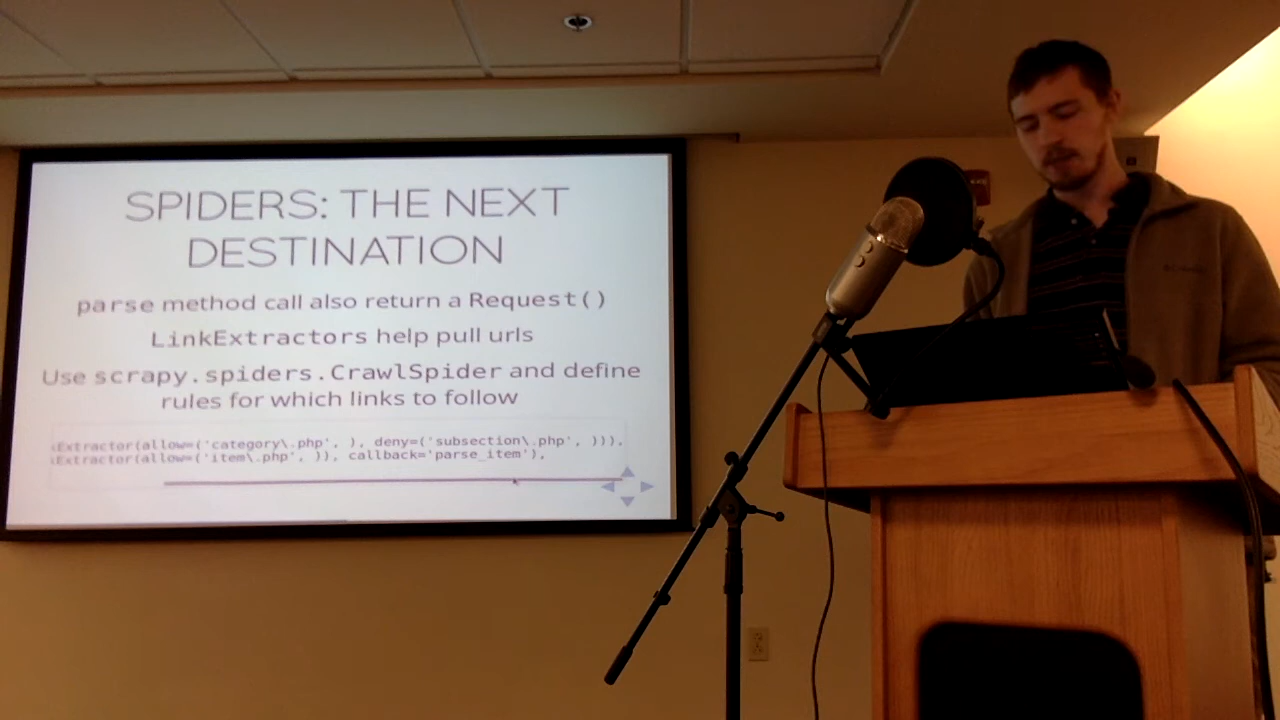 SPIDERS: THE NEXT
DESTINATION
parse method call also return a Request()
LinkExtractors help pull urls
Use scrapy.spiders.CrawlSpider and define
rules for which links to follow
Extractor(allow=('category\.php', ), deny=('subsection\.php', ))),
Extractor(allow=('item\.php', )), callback='parse_item'),